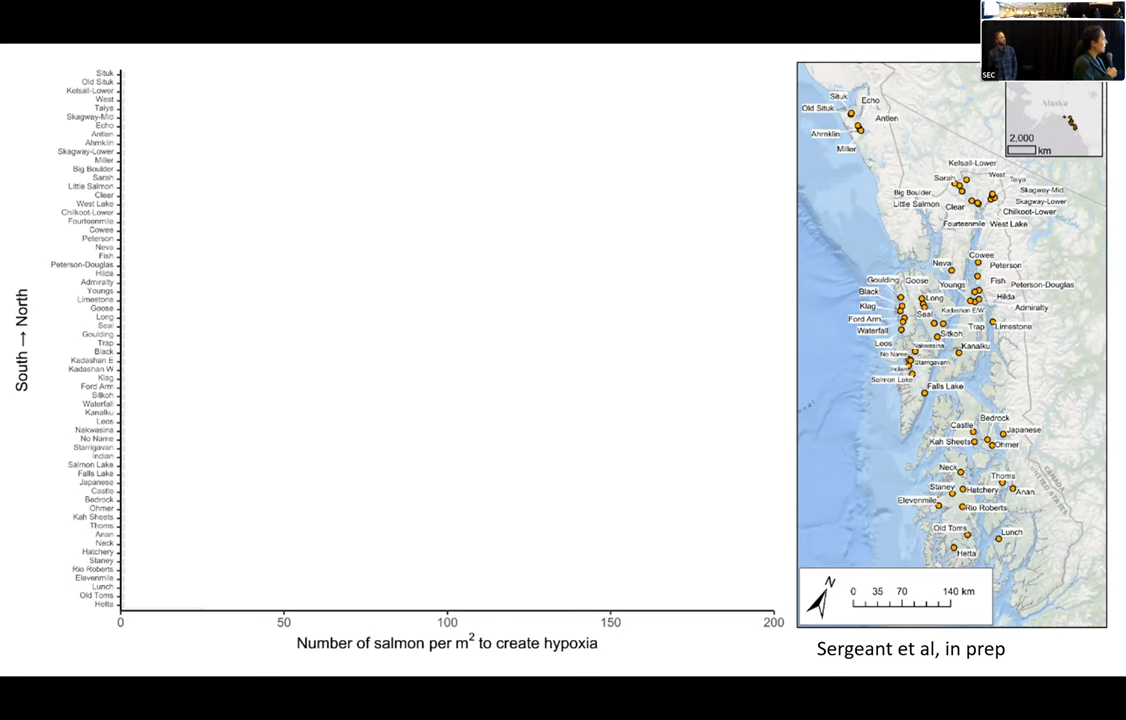 SEC
Situk
Old Situk
Kelsall-Lower
West
Taiya
Skagway-Mid
Echo
Antlen
Ahrnklin
Skagway-Lower
Miller
Big Boulder
Sarah
Little Salmon
Clear
West Lake
Chilkoot-Lower
Fourteenmile
Cowee
Peterson
Neva
Fish
Peterson-Douglas
Hilda
Admiralty
Youngs
Limestone
Goose
Long
Seal
Goulding
Trap
Black
Kadashan E
Kadashan W
Klag
Ford Arm
Sitkoh
Waterfall
Kanalku
Leos
Nakwasina
No Name
Starrigavan
Indian
Salmon Lake
Falls Lake
Japanese
Castle
Bedrock
Ohmer
Kah Sheets
Thoms
Anan
Neck
Hatchery
Staney
Rio Roberts
Elevenmile
Lunch
Old Toms
Hetta
South → North
0 50 100 150 200
Number of salmon per m² to create hypoxia
Alaska
2,000
km
Situk
Echo
Old Situk
Antlen
Ahrnklin
Miller
Kelsall-Lower
Sarah
West
Taiya
Big Boulder
Skagway-Mid
Little Salmon
Clear
Skagway-Lower
Chilkoot-Lower
Fourteenmile
West Lake
Cowee
Neva
Peterson
Goulding
Goose
Youngs
Fish
Peterson-Douglas
Black
Long
Hilda
Klag
Kadashan E/W
Admiralty
Ford Arm
Seal
Waterfall
Trap
Limestone
Sitkoh
Leos
Nakwasina
Kanalku
No Name
Starrigavan
Indian
Salmon Lake
Falls Lake
Bedrock
Castle
Japanese
Kah Sheets
Ohmer
Neck
Thoms
Staney
Hatchery
Anan
Elevenmile
Rio Roberts
Old Toms
Lunch
Hetta
CANADA
UNITED STATES
N
0 35 70 140 km
Sergeant et al, in prep